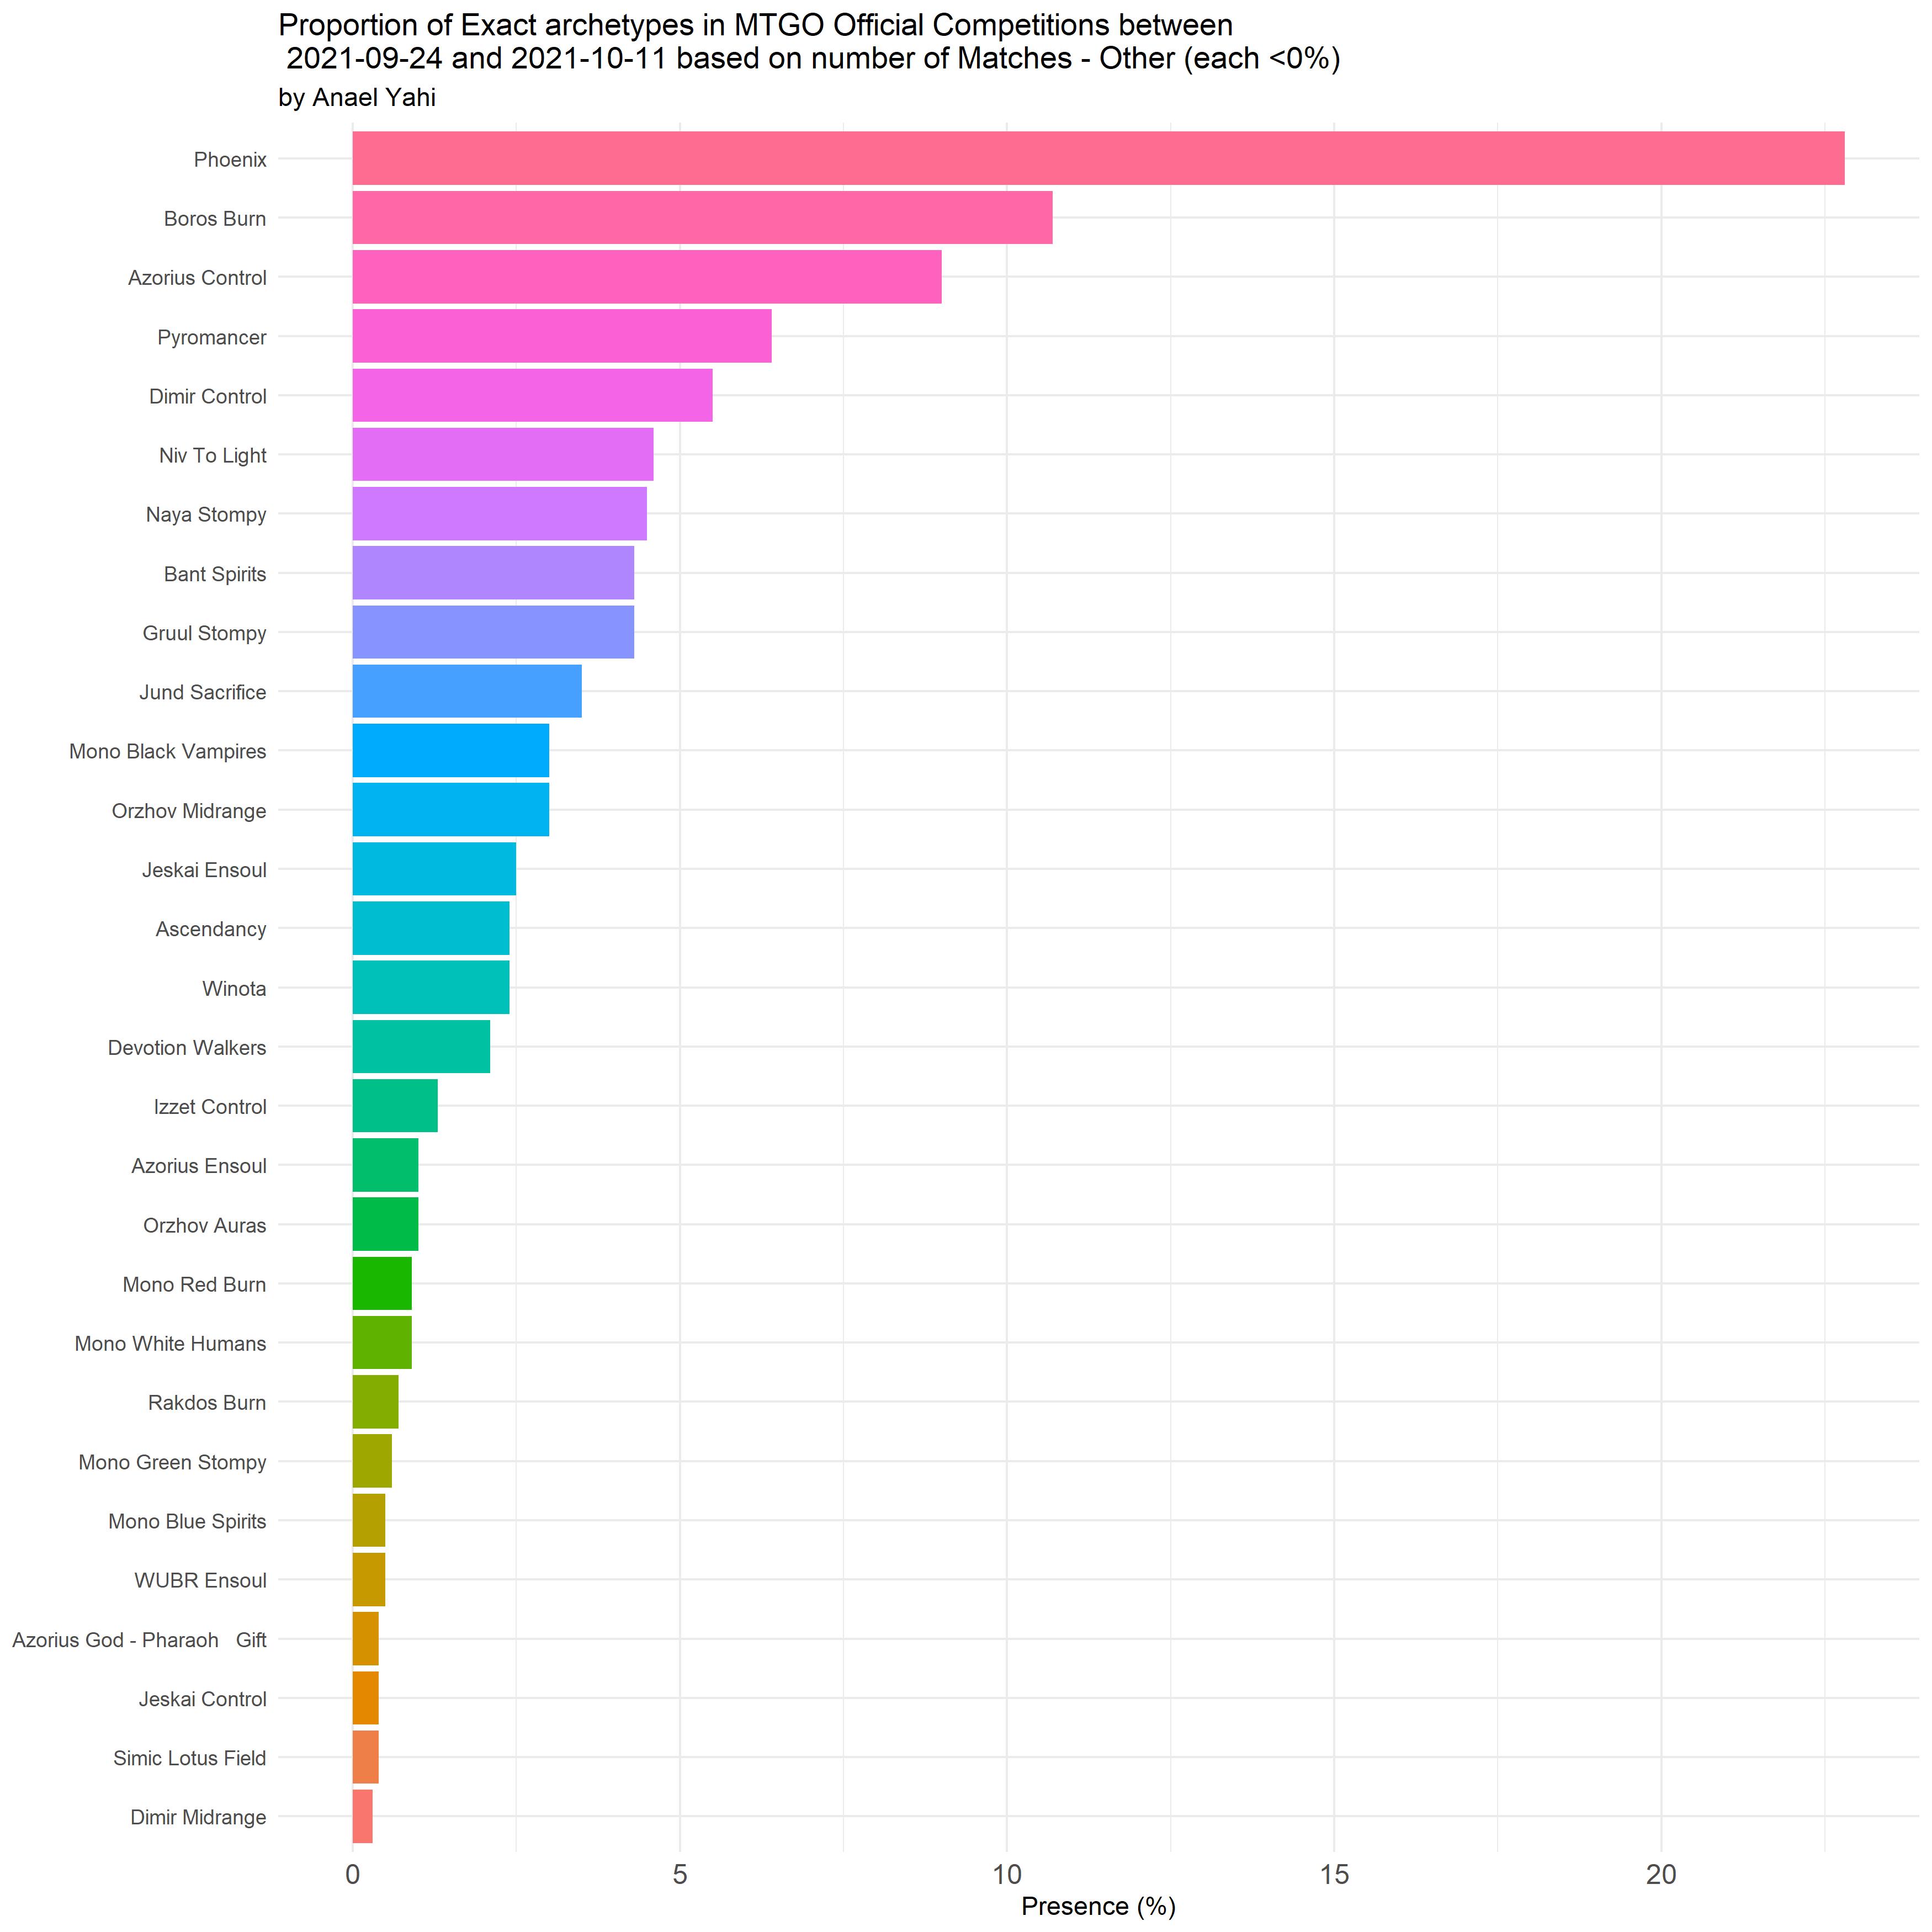 Proportion of Exact archetypes in MTGO Official Competitions between
2021-09-24 and 2021-10-11 based on number of Matches - Other (each <0%)
by Anael Yahi
Phoenix
Boros Burn
Azorius Control
Pyromancer
Dimir Control
Niv To Light
Naya Stompy
Bant Spirits
Gruul Stompy
Jund Sacrifice
Mono Black Vampires
Orzhov Midrange
Jeskai Ensoul
Ascendancy
Winota
Devotion Walkers
Izzet Control
Azorius Ensoul
Orzhov Auras
Mono Red Burn
Mono White Humans
Rakdos Burn
Mono Green Stompy
Mono Blue Spirits
WUBR Ensoul
Azorius God - Pharaoh   Gift
Jeskai Control
Simic Lotus Field
Dimir Midrange
0 5 10 15 20
Presence (%)